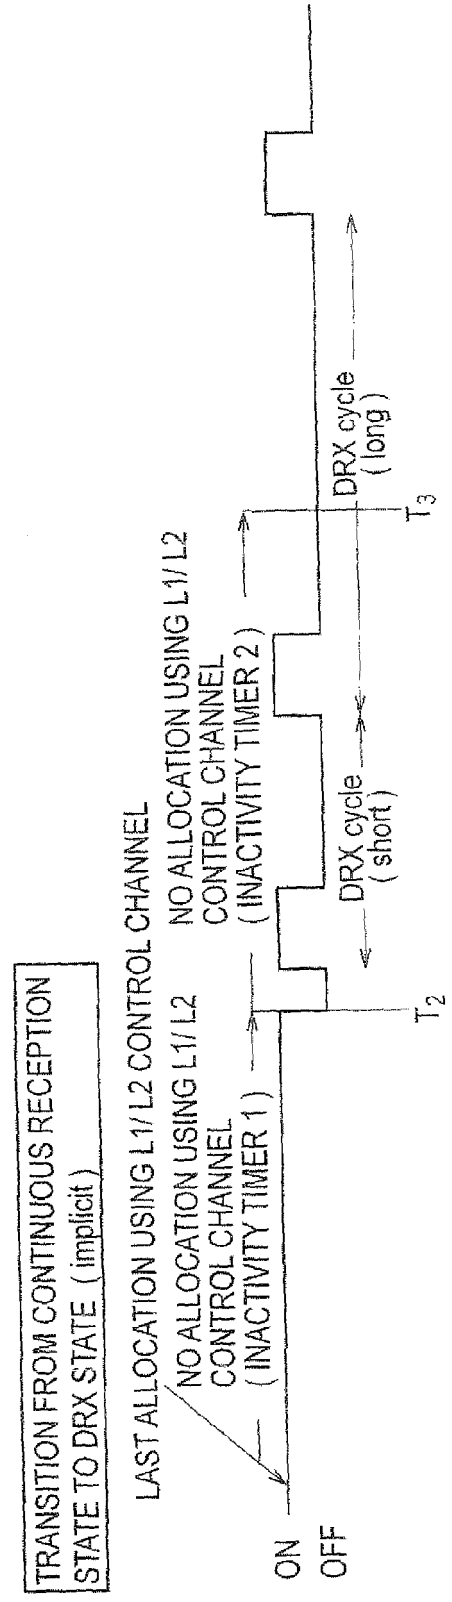 TRANSITION FROM CONTINUOUS RECEPTION
STATE TO DRX STATE ( implicit )
LAST ALLOCATION USING L1/ L2 CONTROL CHANNEL
NO ALLOCATION USING L1/ L2
CONTROL CHANNEL
( INACTIVITY TIMER 1 )
NO ALLOCATION USING L1/ L2
CONTROL CHANNEL
( INACTIVITY TIMER 2 )
ON
OFF
DRX cycle
( short )
DRX cycle
( long )
T2
T3